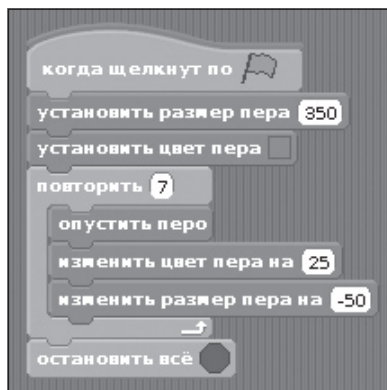 когда щелкнут по
установить размер пера 350
установить цвет пера
повторить 7
опустить перо
изменить цвет пера на 25
изменить размер пера на -50
остановить всё